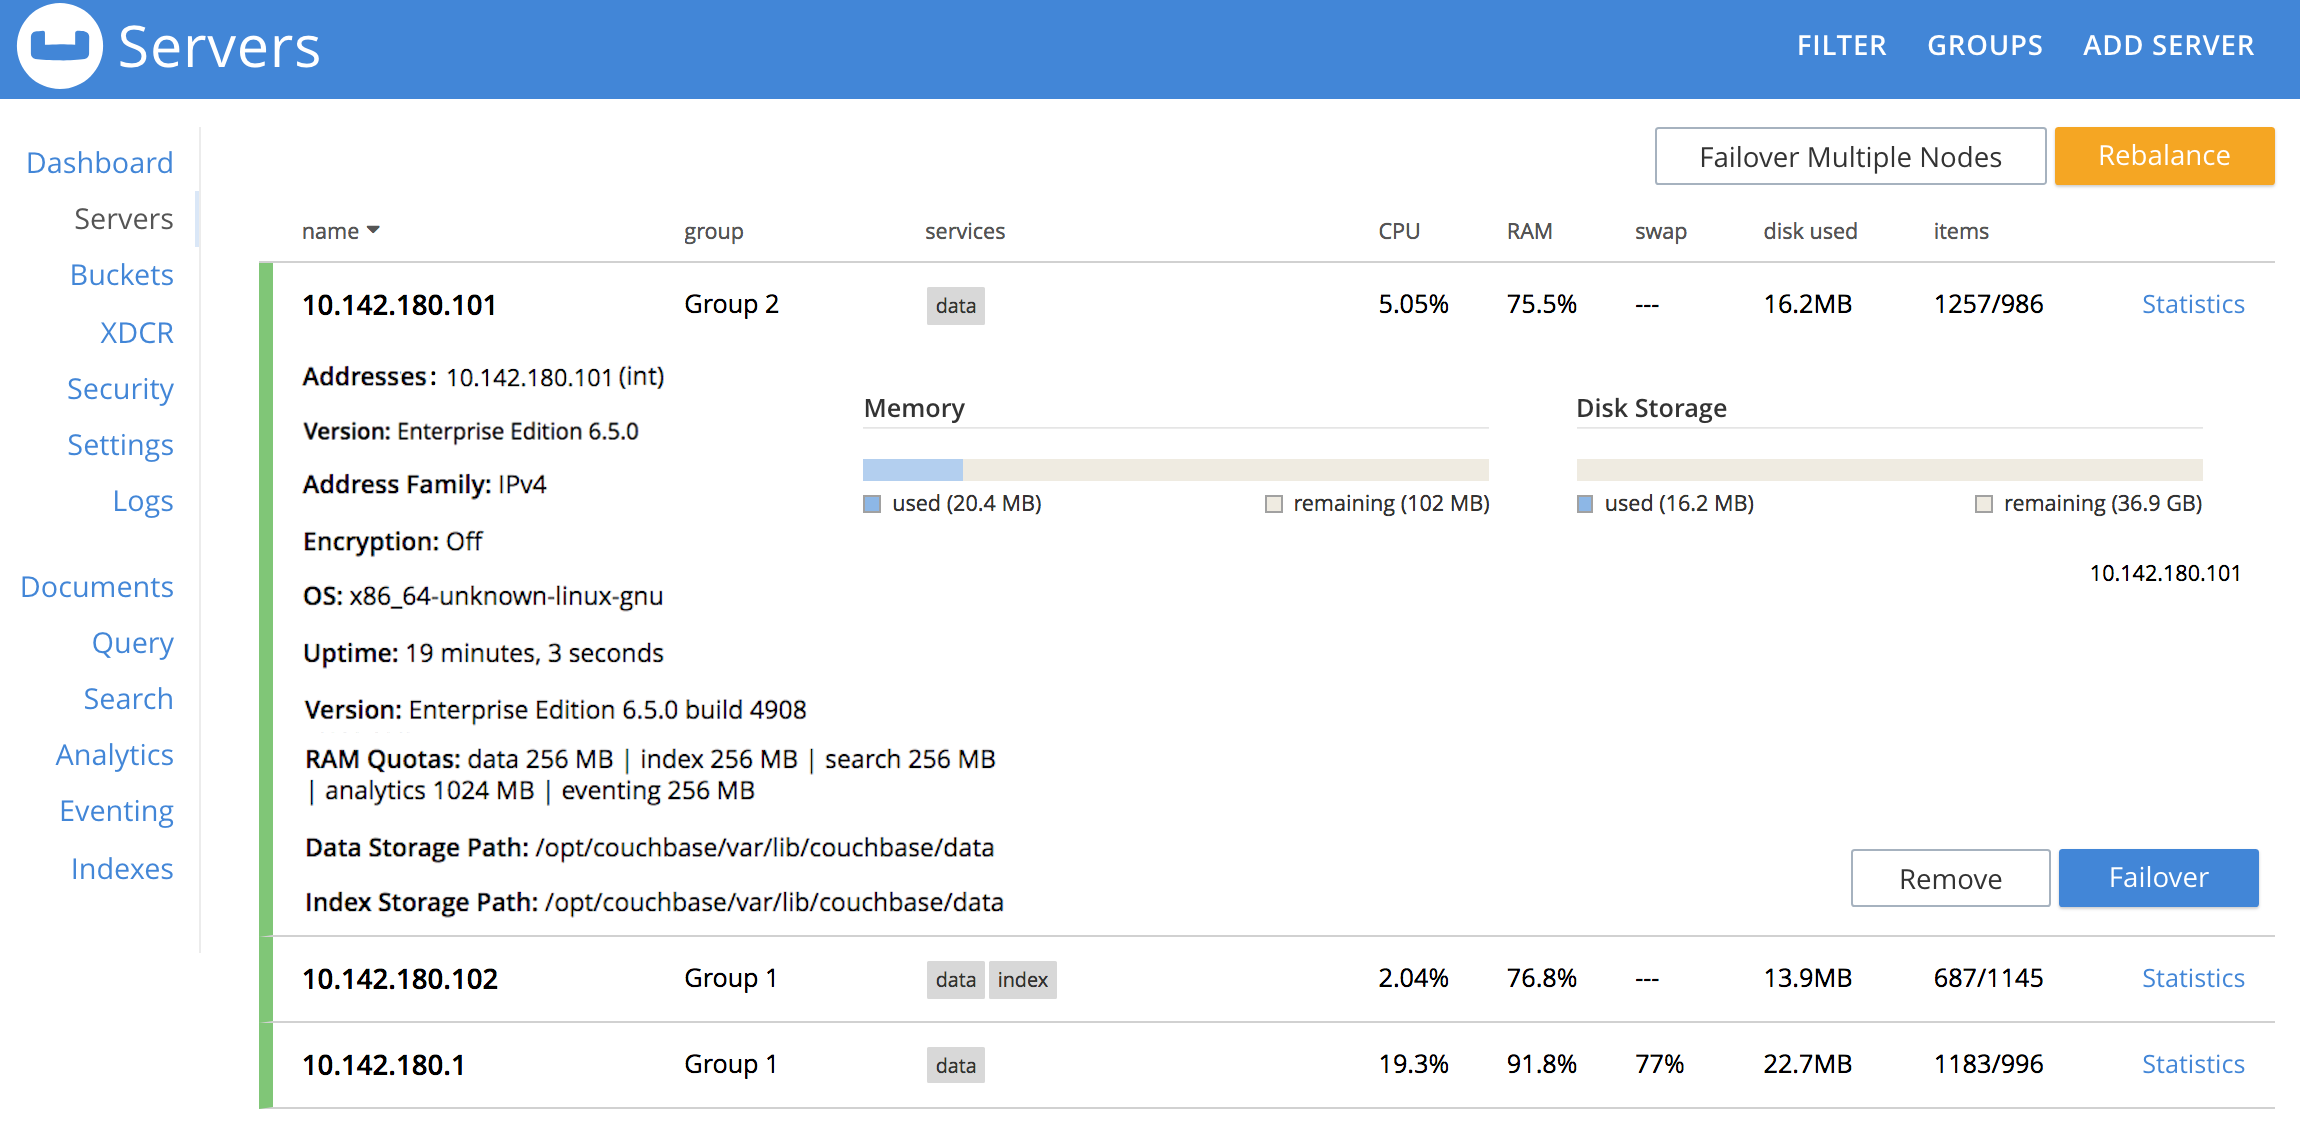 Servers
FILTER GROUPS ADD SERVER
Dashboard
Servers
Buckets
XDCR
Security
Settings
Logs
Documents
Query
Search
Analytics
Eventing
Indexes
Failover Multiple Nodes Rebalance
name group services CPU RAM swap disk used items
10.142.180.101 Group 2 data 5.05% 75.5% --- 16.2MB 1257/986 Statistics
Addresses: 10.142.180.101 (int)
Version: Enterprise Edition 6.5.0
Address Family: IPv4
Encryption: Off
OS: x86_64-unknown-linux-gnu
Uptime: 19 minutes, 3 seconds
Version: Enterprise Edition 6.5.0 build 4908
RAM Quotas: data 256 MB | index 256 MB | search 256 MB
| analytics 1024 MB | eventing 256 MB
Data Storage Path: /opt/couchbase/var/lib/couchbase/data
Index Storage Path: /opt/couchbase/var/lib/couchbase/data
Memory
used (20.4 MB) remaining (102 MB)
Disk Storage
used (16.2 MB) remaining (36.9 GB)
10.142.180.101
Remove Failover
10.142.180.102 Group 1 data index 2.04% 76.8% --- 13.9MB 687/1145 Statistics
10.142.180.1 Group 1 data 19.3% 91.8% 77% 22.7MB 1183/996 Statistics